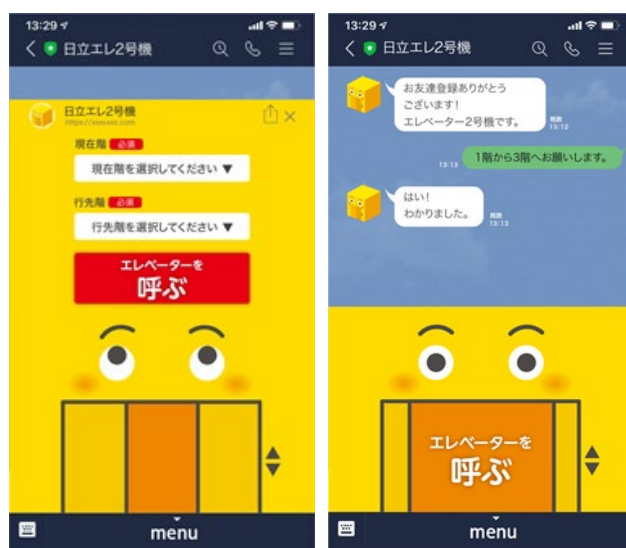 13:29
日立エレ2号機
日立エレ2号機
https://xxxxxxx.com
現在階 必須
現在階を選択してください ▼
行先階 必須
行先階を選択してください ▼
エレベーターを
呼ぶ
menu
13:29
日立エレ2号機
お友達登録ありがとう
ございます!
エレベーター2号機です。
13:12
1階から3階へお願いします。
13:13
はい!
わかりました。
13:13
エレベーターを
呼ぶ
menu